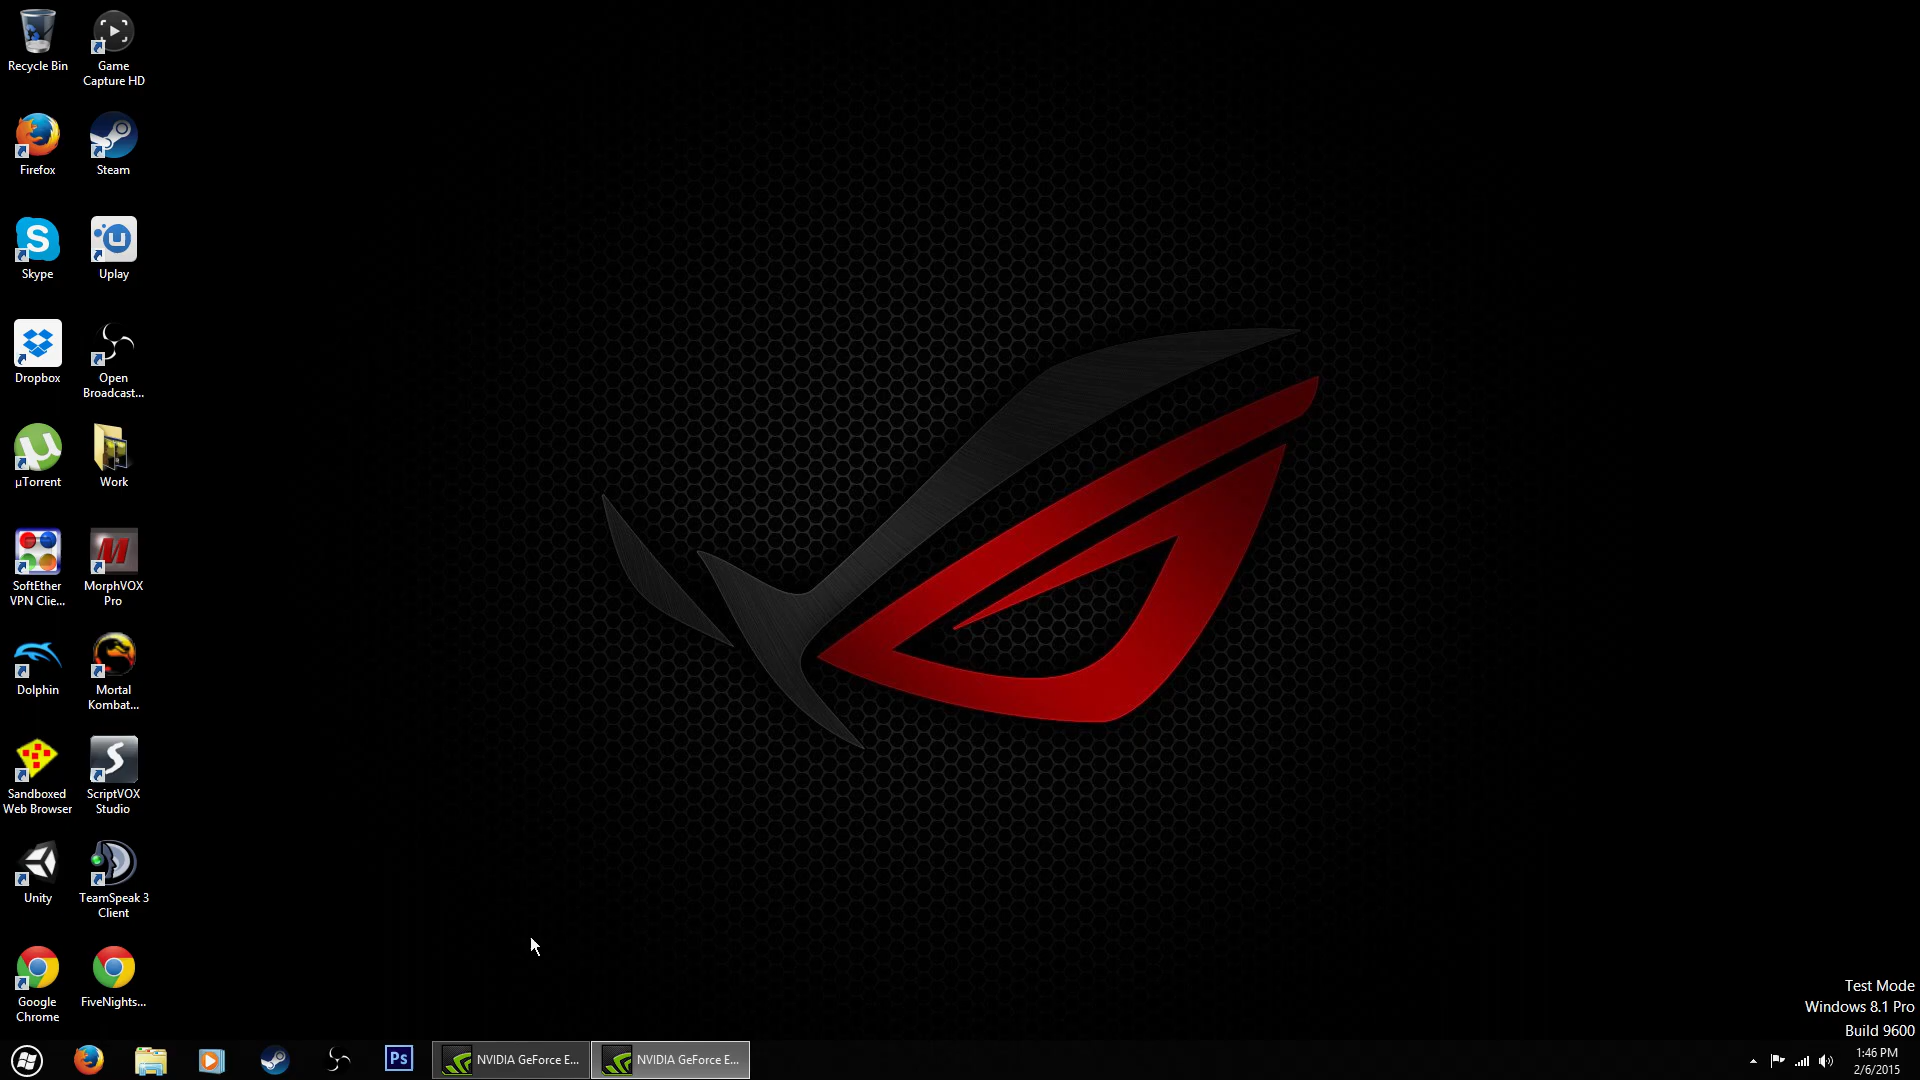 Recycle Bin
Game
Capture HD
Firefox
Steam
Skype
Uplay
Dropbox
Open
Broadcast...
µTorrent
Work
SoftEther
VPN Clie...
MorphVOX
Pro
Dolphin
Mortal
Kombat...
Sandboxed
Web Browser
ScriptVOX
Studio
Unity
TeamSpeak 3
Client
Google
Chrome
FiveNights...
Test Mode
Windows 8.1 Pro
Build 9600
Ps
NVIDIA GeForce E...
NVIDIA GeForce E...
1:46 PM
2/6/2015